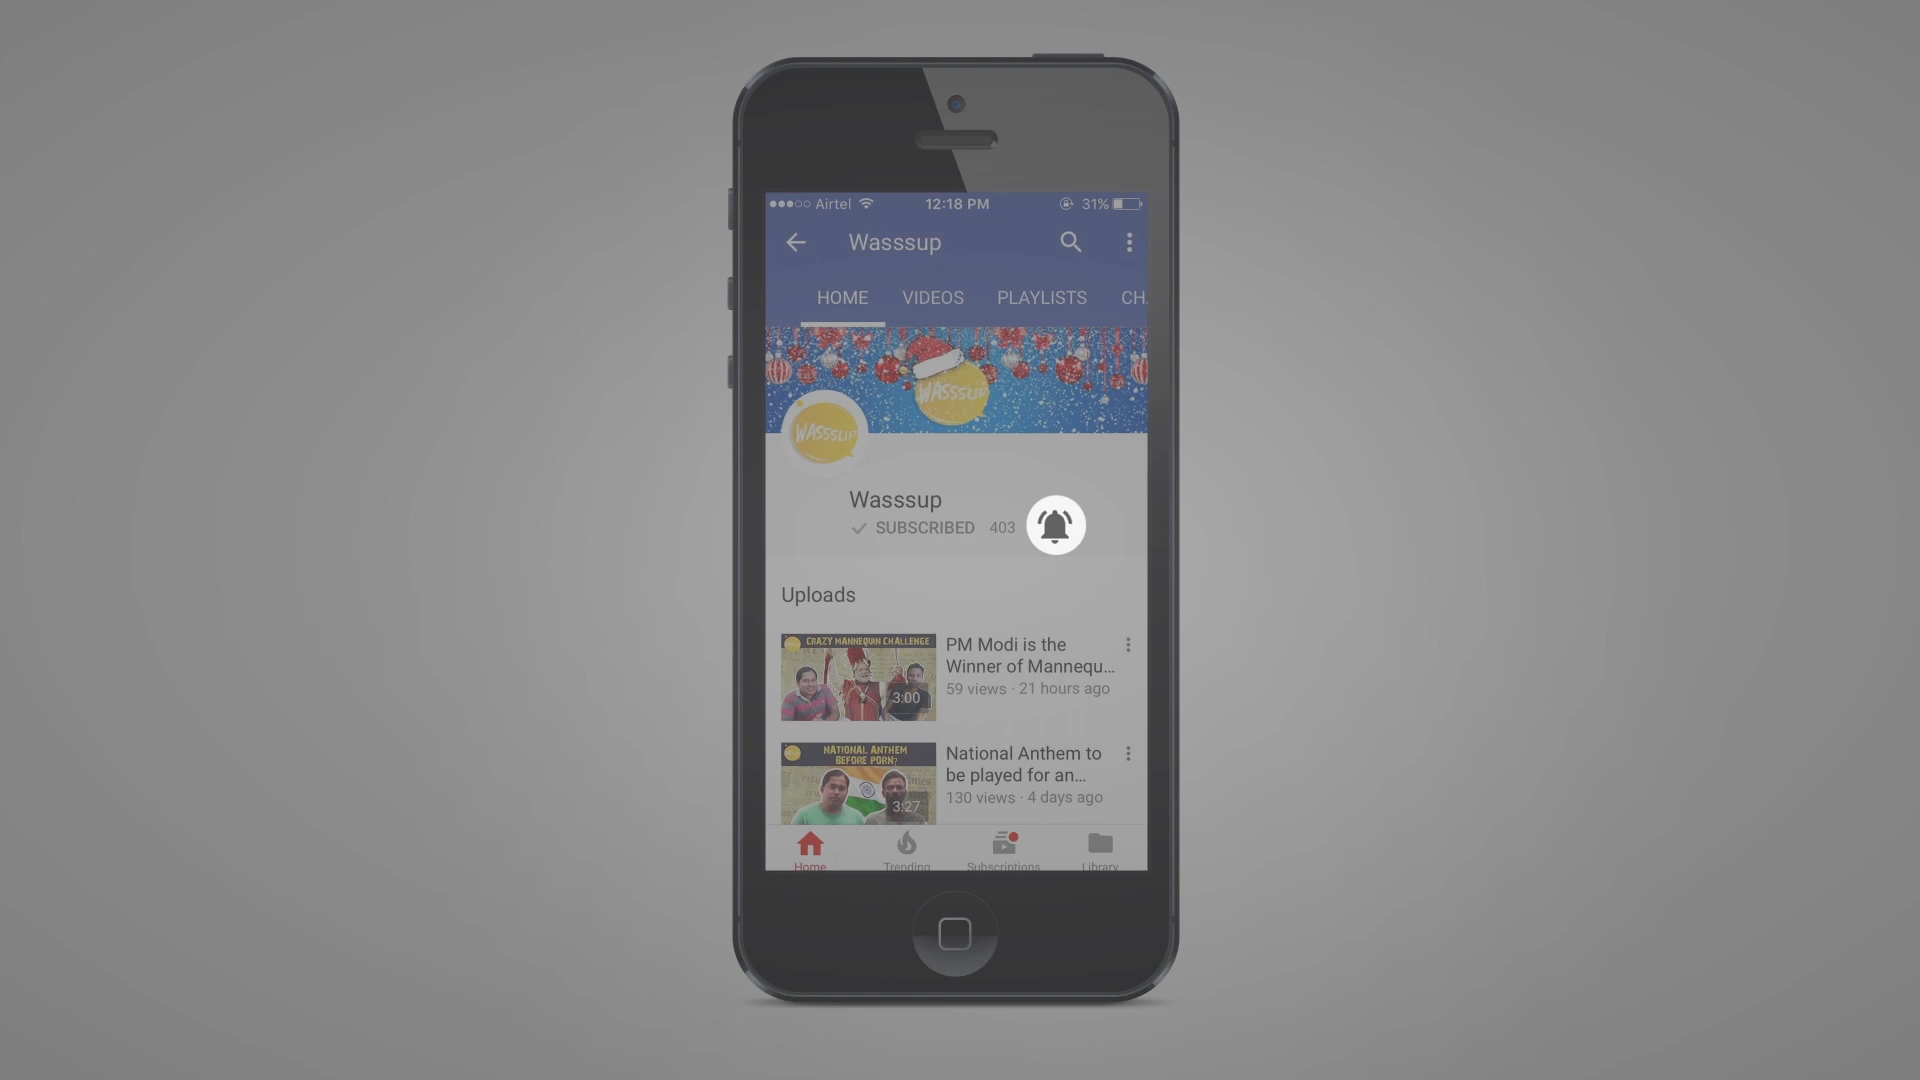 Airtel 12:18 PM 31%
Wasssup
HOME VIDEOS PLAYLISTS CH
WASSSUP
WASSSUP
Wasssup
SUBSCRIBED 403
Uploads
CRAZY MANNEQUIN CHALLENGE
3:00
PM Modi is the
Winner of Mannequ...
59 views · 21 hours ago
NATIONAL ANTHEM
BEFORE PORN?
3:27
National Anthem to
be played for an...
130 views · 4 days ago
Home Trending Subscriptions Library